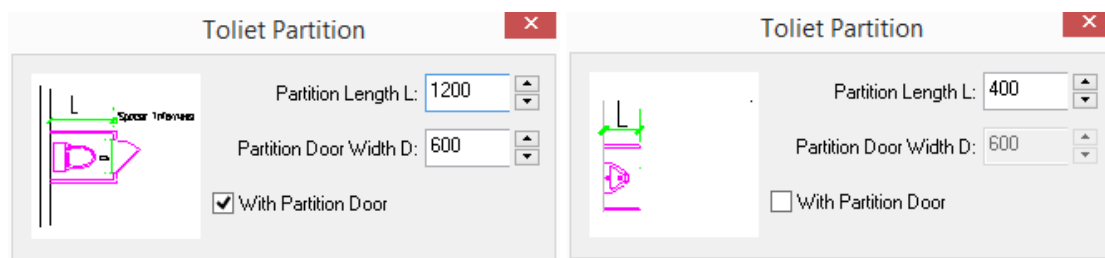 Toliet Partition
L
Partition Length L: 1200
Partition Door Width D: 600
With Partition Door
Toliet Partition
L
Partition Length L: 400
Partition Door Width D: 600
With Partition Door